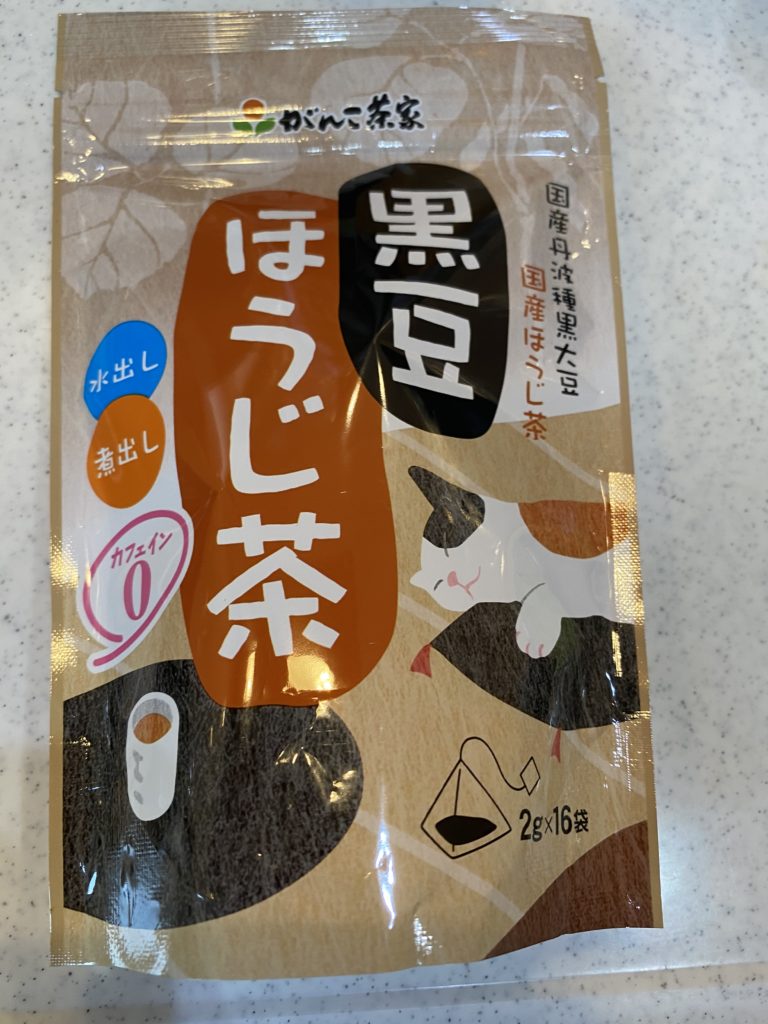 がんこ茶家
国産丹波種黒大豆
国産ほうじ茶
黒豆
ほうじ茶
水出し
煮出し
カフェイン
0
2g×16袋